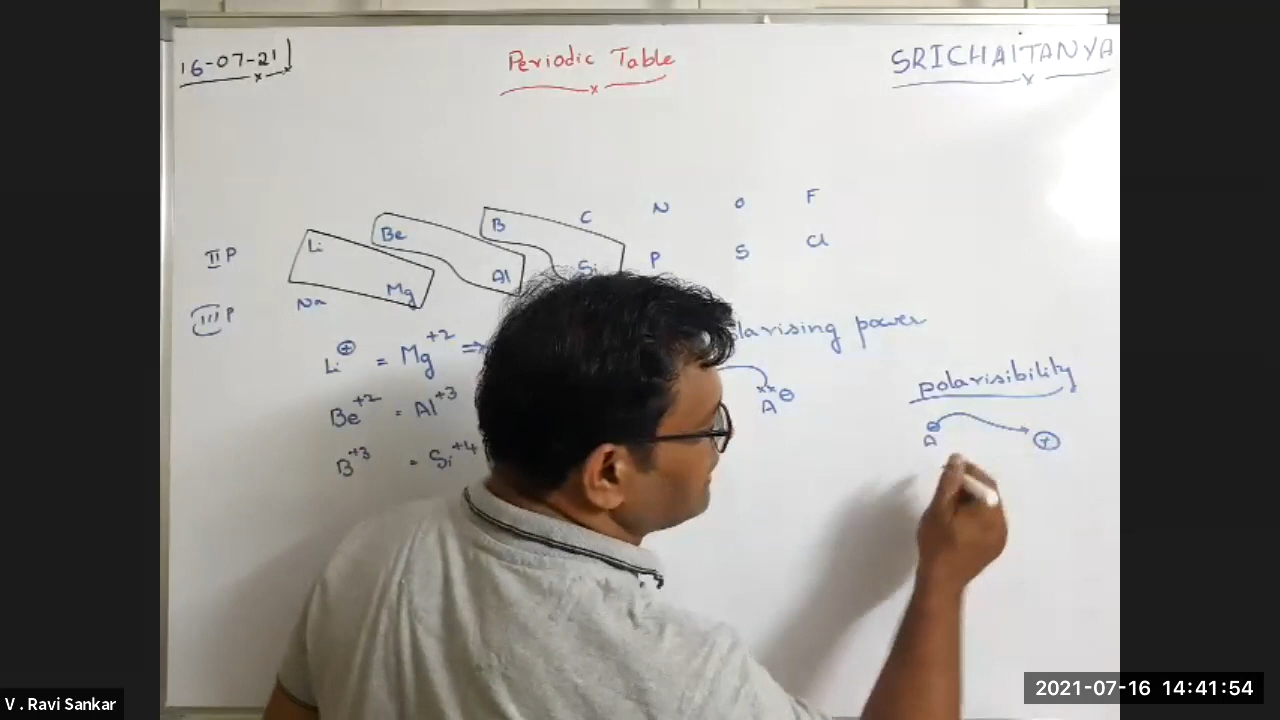 16-07-21 Periodic Table SRICHAITANYA
II P Li Be B C N O F
III P Na Mg Al Si P S Cl
Li⊕ = Mg+2 ⇒ power
polarisibility
Be+2 = Al+3 A⊖
A⊖ ⊕
B+3 = Si+4
V . Ravi Sankar
2021-07-16 14:41:54